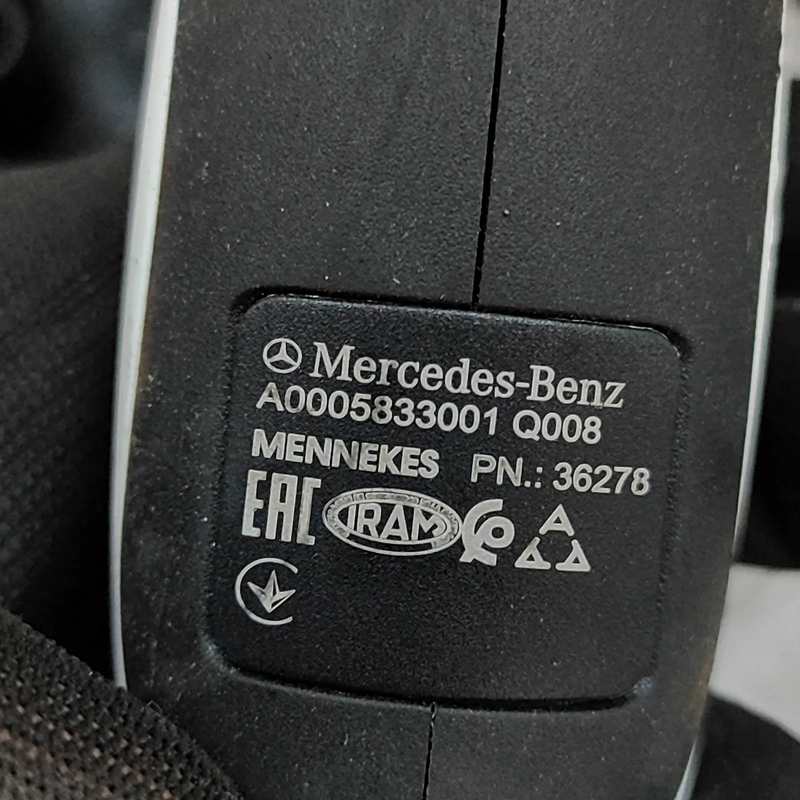 Mercedes-Benz
A0005833001 Q008
MENNEKES PN.: 36278
EAC IRAM